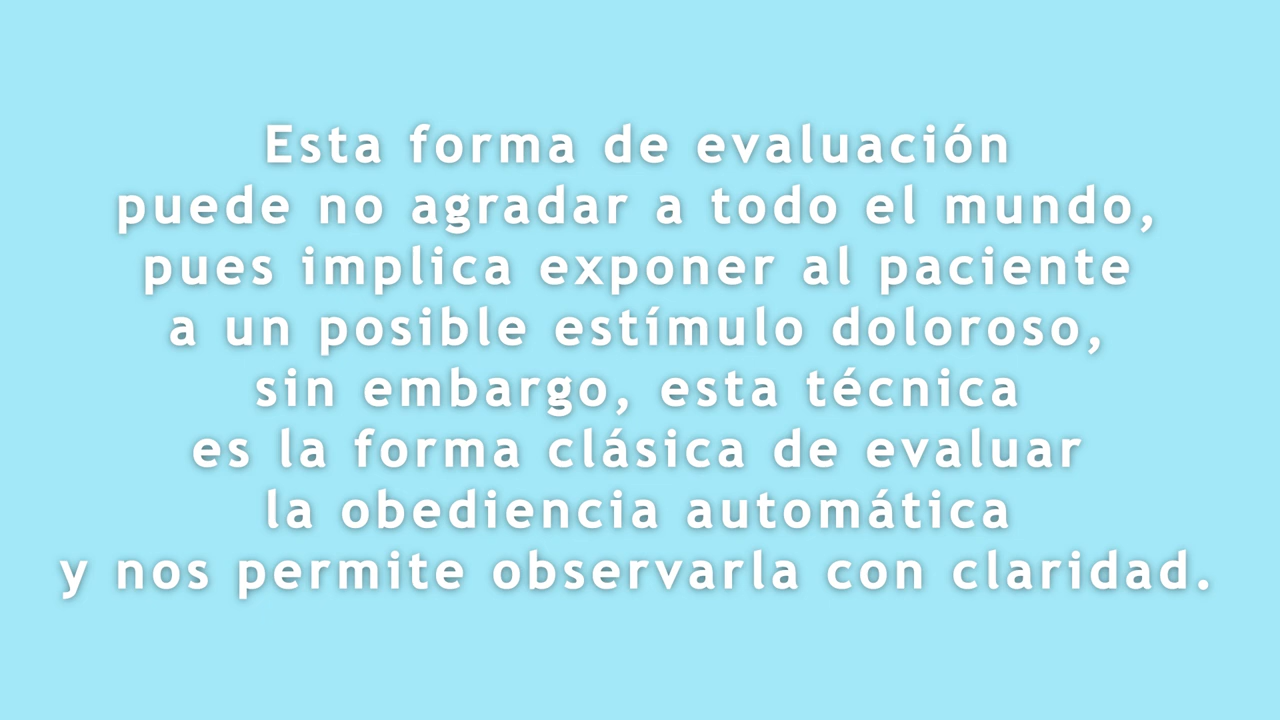 Esta forma de evaluación
puede no agradar a todo el mundo,
pues implica exponer al paciente
a un posible estímulo doloroso,
sin embargo, esta técnica
es la forma clásica de evaluar
la obediencia automática
y nos permite observarla con claridad.